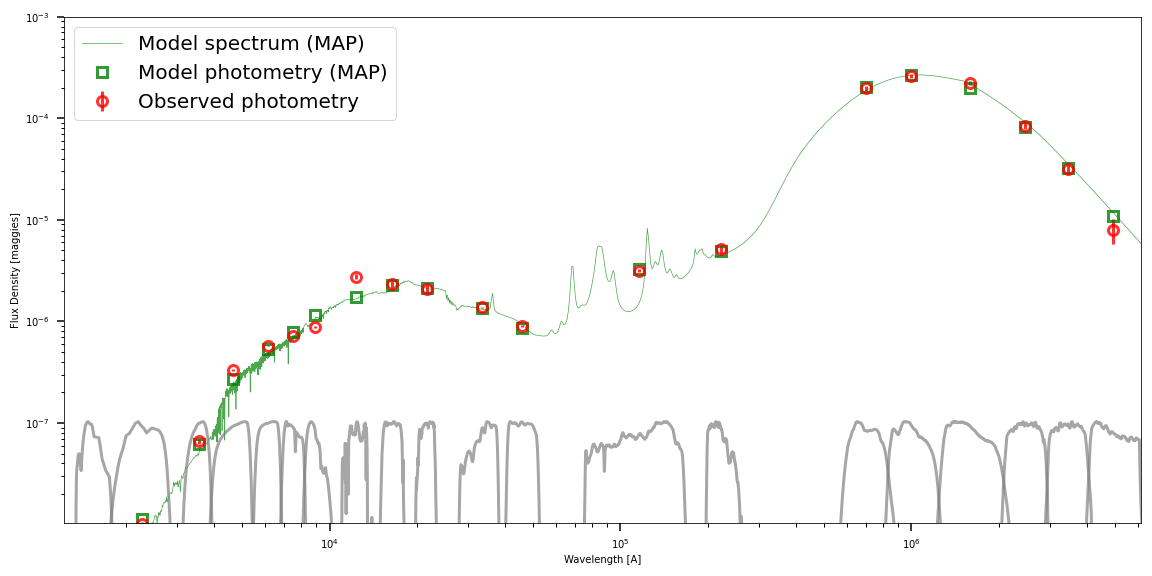 Model spectrum (MAP)
Model photometry (MAP)
Observed photometry
10⁻³
10⁻⁴
10⁻⁵
10⁻⁶
10⁻⁷
Flux Density [maggies]
10⁴
10⁵
10⁶
Wavelength [A]